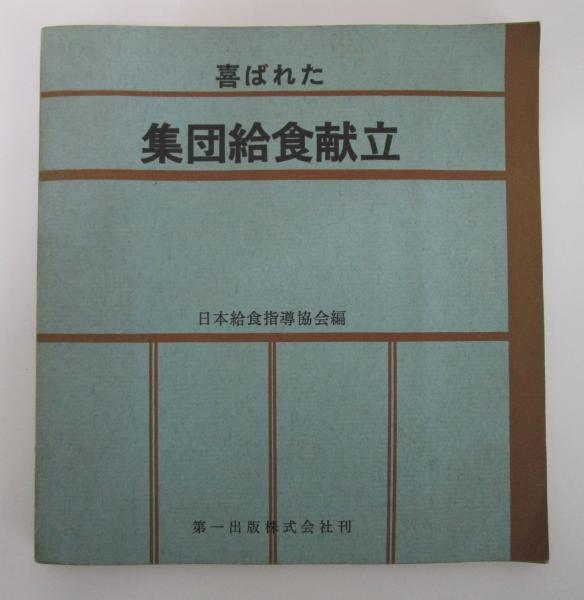 喜ばれた
集団給食献立
日本給食指導協会編
第一出版株式会社刊